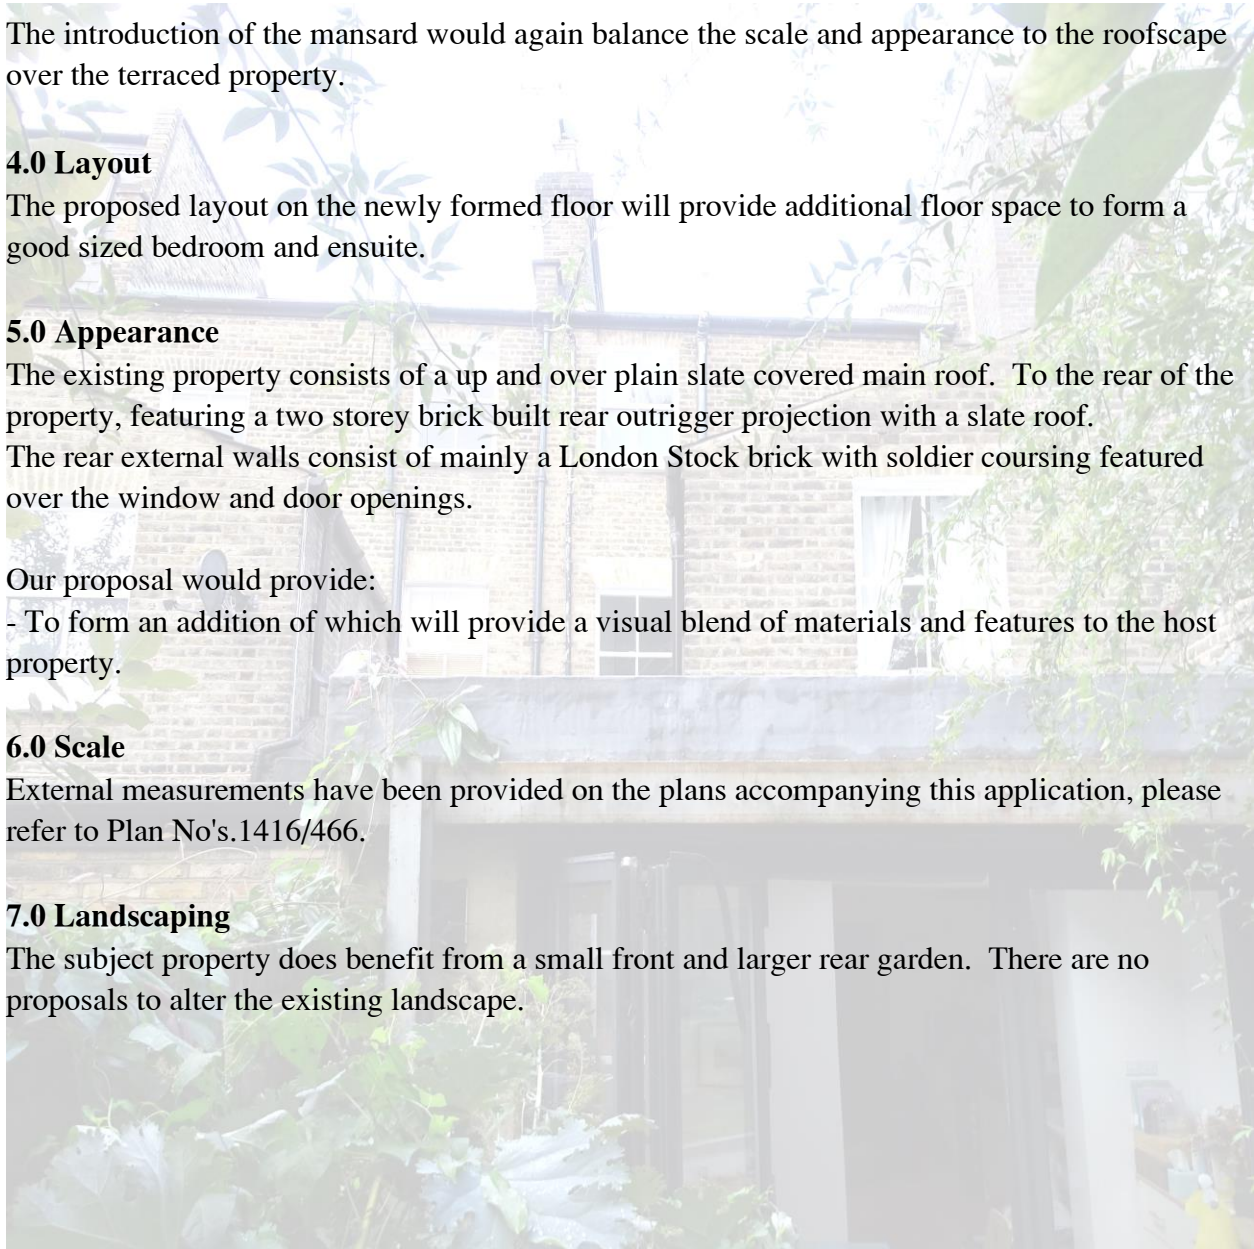 The introduction of the mansard would again balance the scale and appearance to the roofscape
over the terraced property.
4.0 Layout
The proposed layout on the newly formed floor will provide additional floor space to form a
good sized bedroom and ensuite.
5.0 Appearance
The existing property consists of a up and over plain slate covered main roof.  To the rear of the
property, featuring a two storey brick built rear outrigger projection with a slate roof.
The rear external walls consist of mainly a London Stock brick with soldier coursing featured
over the window and door openings.
Our proposal would provide:
- To form an addition of which will provide a visual blend of materials and features to the host
property.
6.0 Scale
External measurements have been provided on the plans accompanying this application, please
refer to Plan No's.1416/466.
7.0 Landscaping
The subject property does benefit from a small front and larger rear garden.  There are no
proposals to alter the existing landscape.